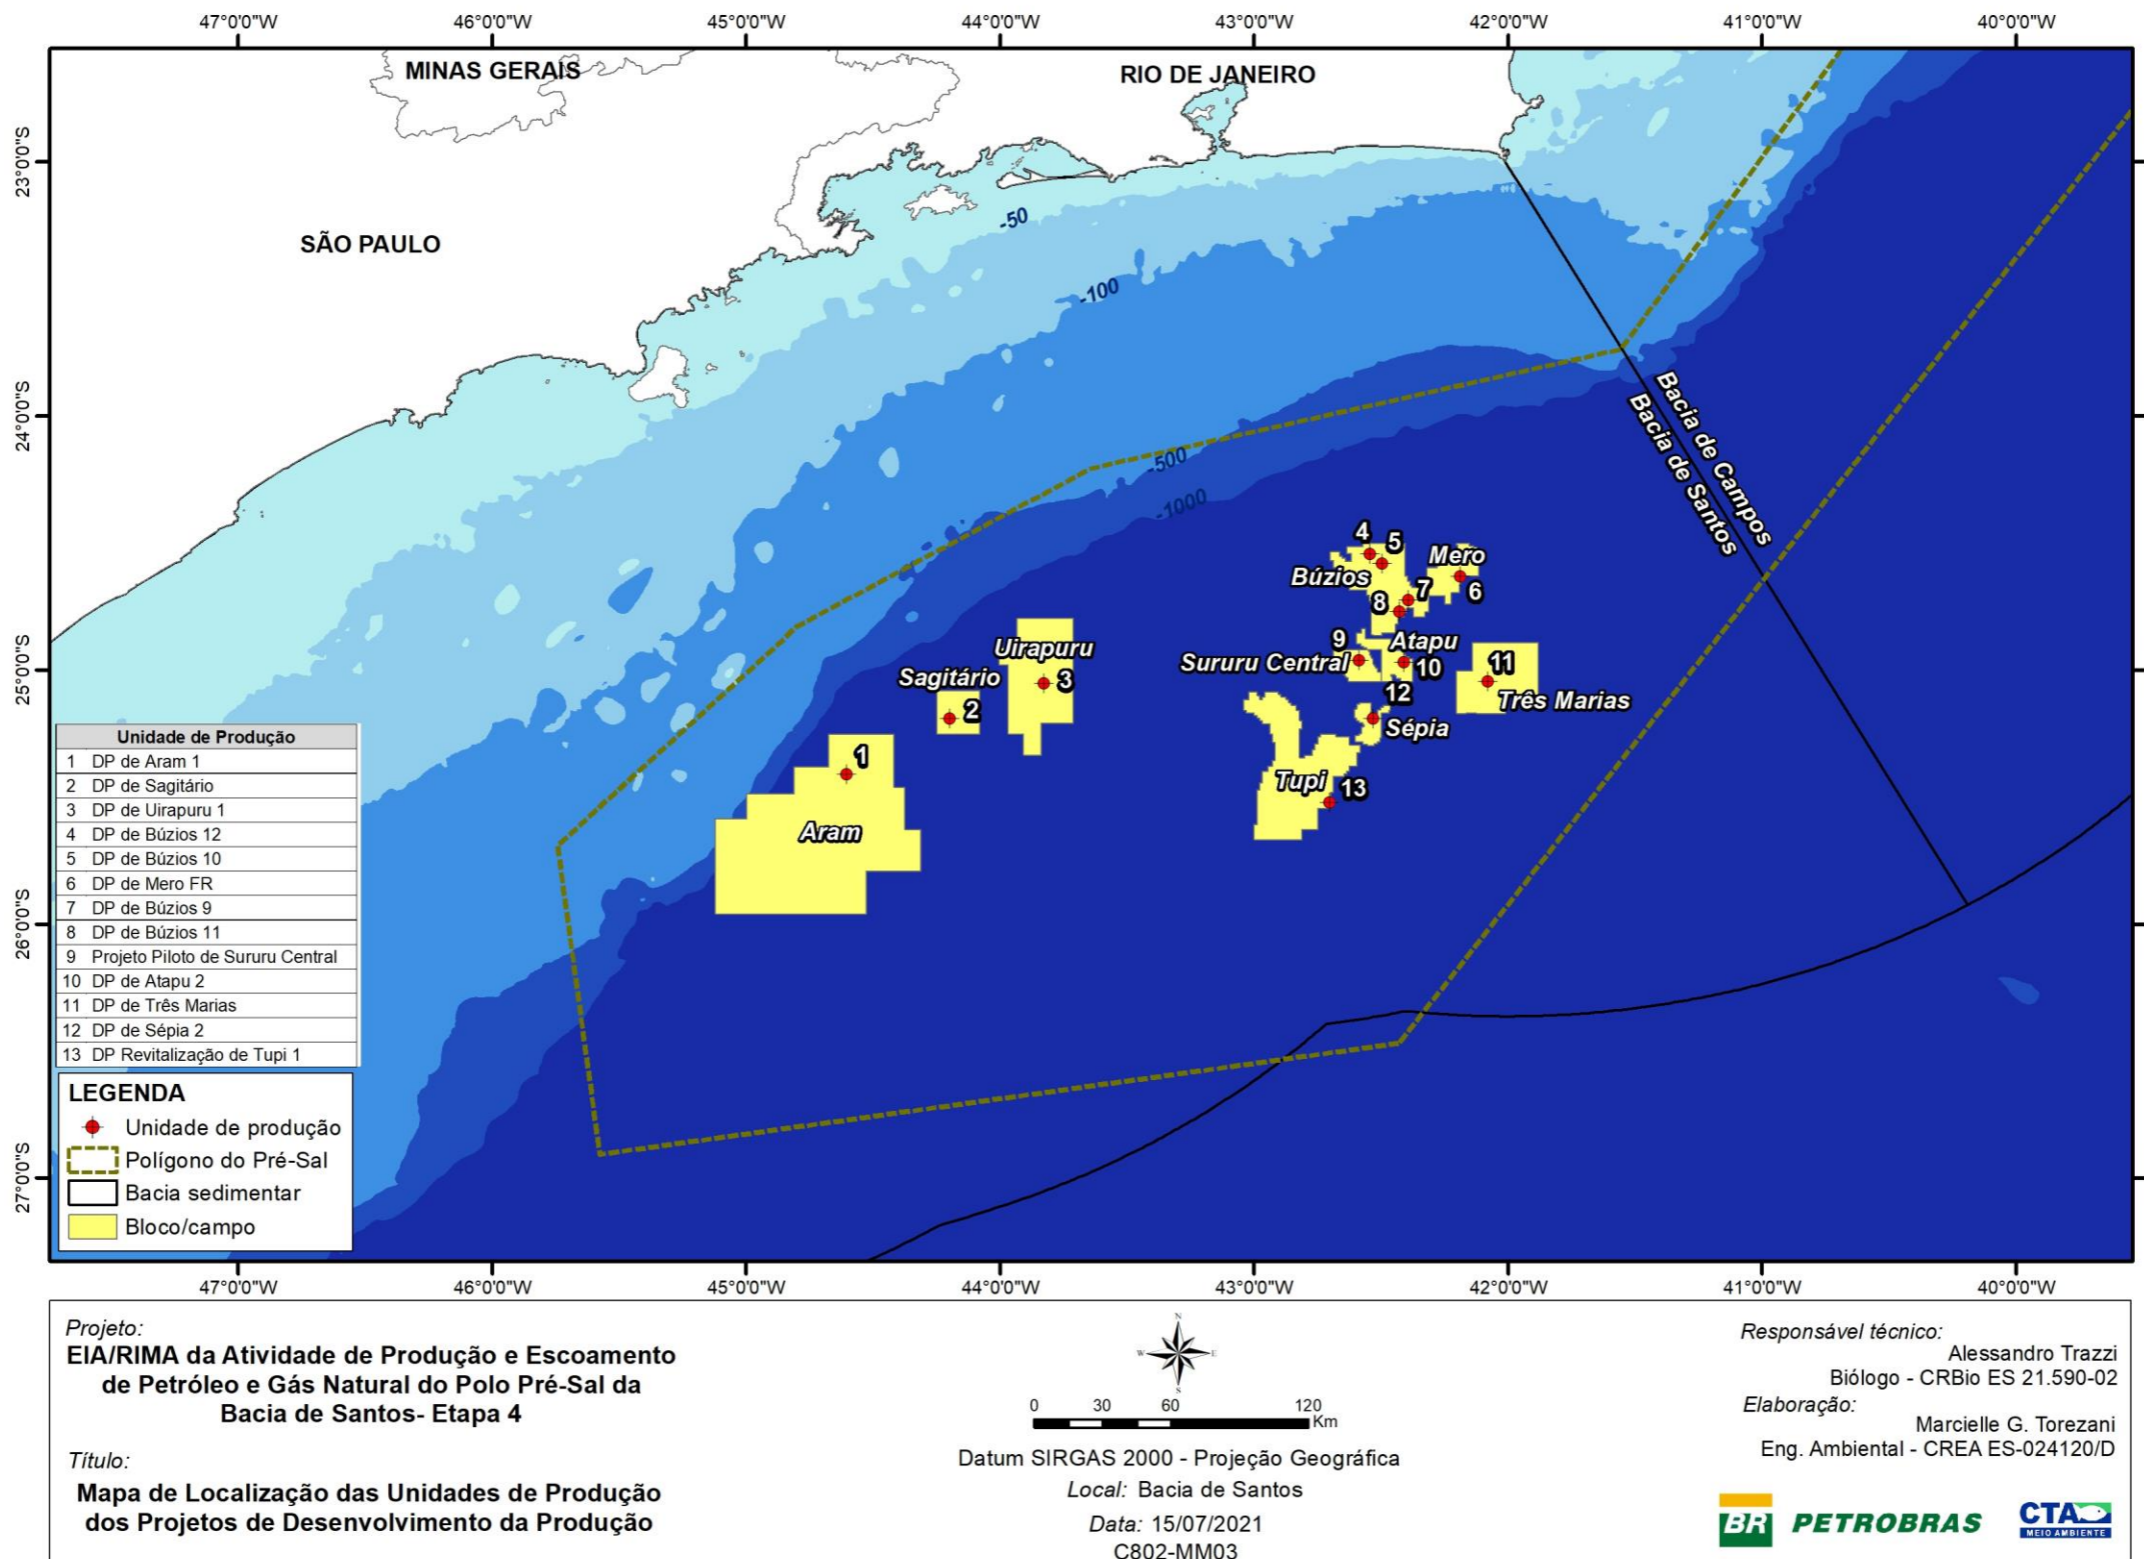 47°0'0"W 46°0'0"W 45°0'0"W 44°0'0"W 43°0'0"W 42°0'0"W 41°0'0"W 40°0'0"W
MINAS GERAIS
RIO DE JANEIRO
SÃO PAULO
23°0'0"S
24°0'0"S
25°0'0"S
26°0'0"S
27°0'0"S
-50
-100
-500
-1000
Bacia de Campos
Bacia de Santos
4
5
Mero
Búzios
7
6
8
9
Atapu
Uirapuru
Sururu Central
10
11
Sagitário
3
12
Três Marias
2
Sépia
1
Tupi
13
Aram
Unidade de Produção
1 DP de Aram 1
2 DP de Sagitário
3 DP de Uirapuru 1
4 DP de Búzios 12
5 DP de Búzios 10
6 DP de Mero FR
7 DP de Búzios 9
8 DP de Búzios 11
9 Projeto Piloto de Sururu Central
10 DP de Atapu 2
11 DP de Três Marias
12 DP de Sépia 2
13 DP Revitalização de Tupi 1
LEGENDA
Unidade de produção
Polígono do Pré-Sal
Bacia sedimentar
Bloco/campo
47°0'0"W 46°0'0"W 45°0'0"W 44°0'0"W 43°0'0"W 42°0'0"W 41°0'0"W 40°0'0"W
Projeto:
EIA/RIMA da Atividade de Produção e Escoamento
de Petróleo e Gás Natural do Polo Pré-Sal da
Bacia de Santos- Etapa 4
Título:
Mapa de Localização das Unidades de Produção
dos Projetos de Desenvolvimento da Produção
N
W E
S
0 30 60 120
Km
Datum SIRGAS 2000 - Projeção Geográfica
Local: Bacia de Santos
Data: 15/07/2021
C802-MM03
Responsável técnico:
Alessandro Trazzi
Biólogo - CRBio ES 21.590-02
Elaboração:
Marcielle G. Torezani
Eng. Ambiental - CREA ES-024120/D
BR PETROBRAS
CTA
MEIO AMBIENTE